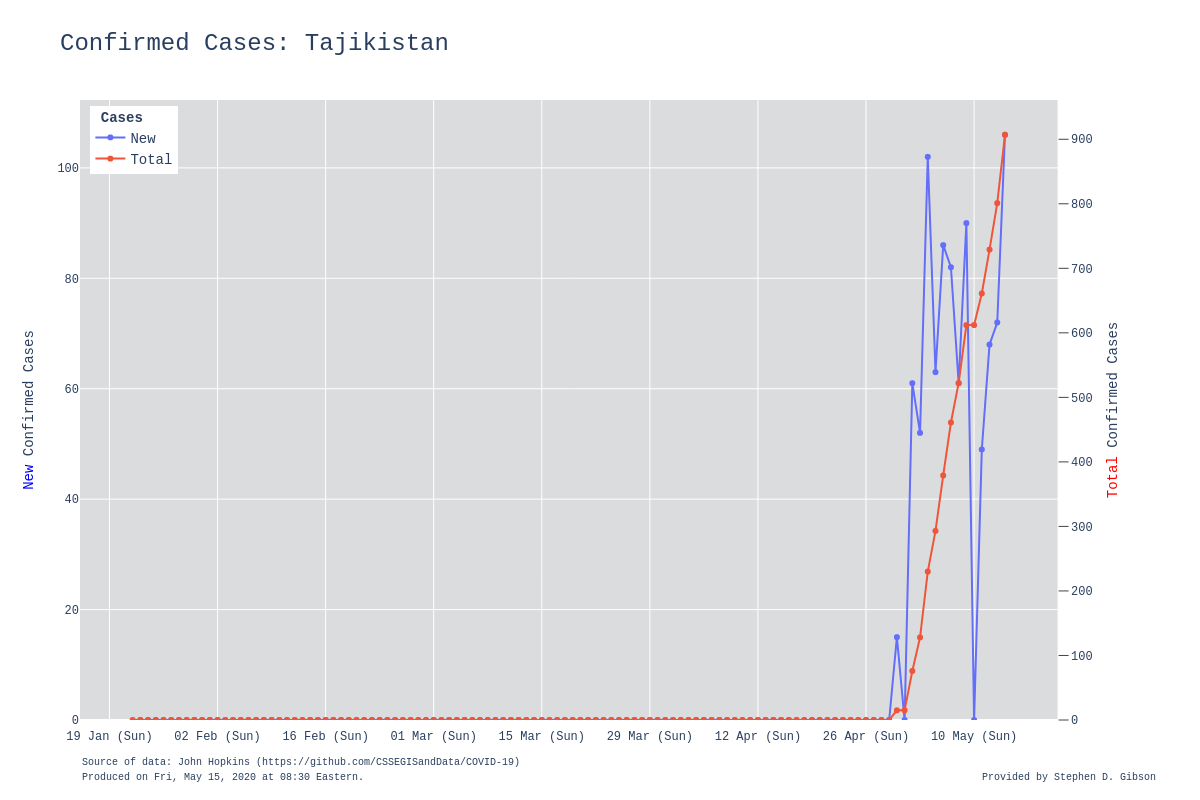 Confirmed Cases: Tajikistan
Cases
New
Total
100
80
60
40
20
0
New Confirmed Cases
900
800
700
600
500
400
300
200
100
0
Total Confirmed Cases
19 Jan (Sun) 02 Feb (Sun) 16 Feb (Sun) 01 Mar (Sun) 15 Mar (Sun) 29 Mar (Sun) 12 Apr (Sun) 26 Apr (Sun) 10 May (Sun)
Source of data: John Hopkins (https://github.com/CSSEGISandData/COVID-19)
Produced on Fri, May 15, 2020 at 08:30 Eastern.
Provided by Stephen D. Gibson